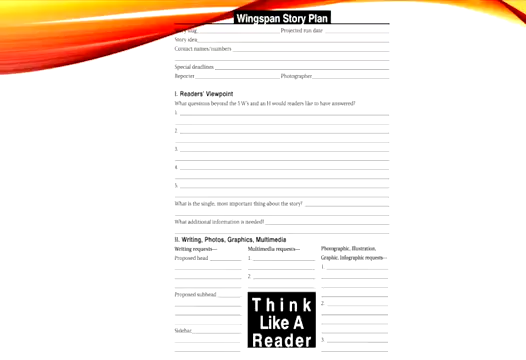 Wingspan Story Plan
Story slug Projected run date
Story idea
Contact names/numbers
Special deadlines
Reporter Photographer
I. Readers' Viewpoint
What questions beyond the 5 W's and an H would readers like to have answered?
1.
2.
3.
4.
5.
What is the single, more important thing about the story?
What additional information is needed?
II. Writing, Photos, Graphics, Multimedia
Writing requests— Multimedia requests— Photographic, Illustration,
Graphic, Infographic requests—
Proposed head 1.
1.
2.
Proposed subhead
2.
Sidebar
3.
Think
Like A
Reader